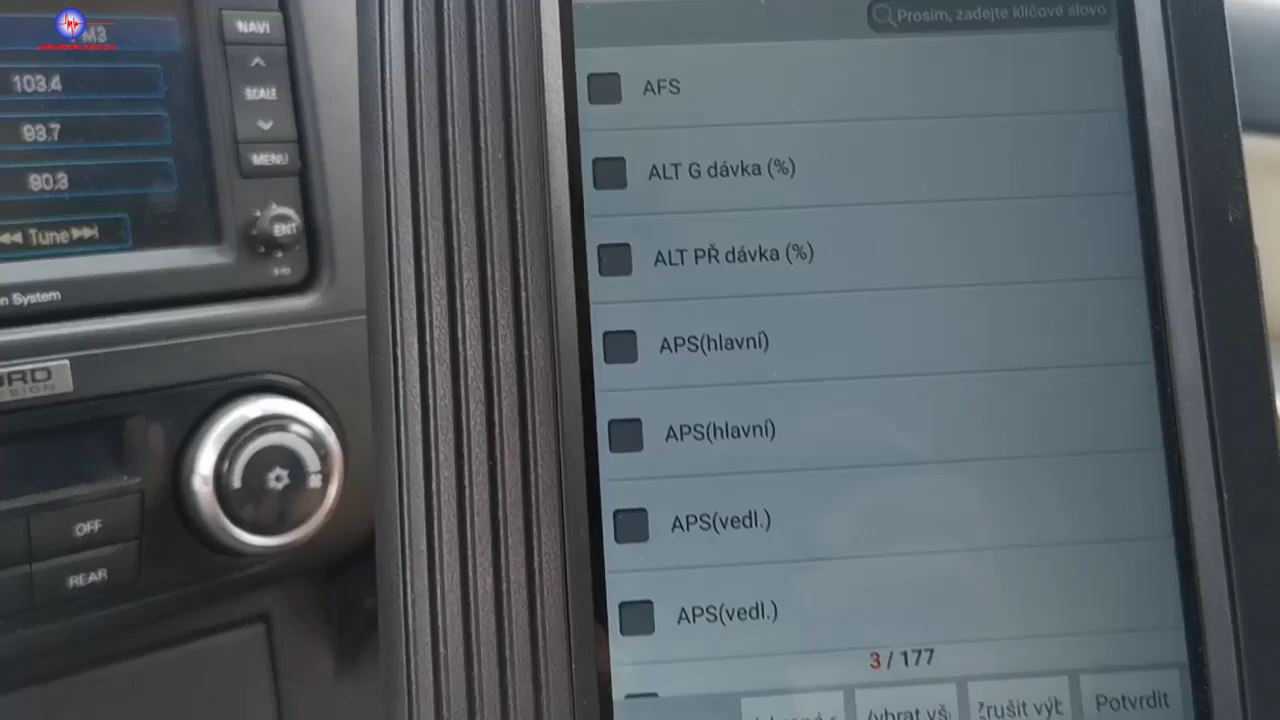 103.4
93.7
90.3
Tune
NAVI
SCALE
MENU
ENT
System
DESIGN
OFF
REAR
Prosím, zadejte klíčové slovo
AFS
ALT G dávka (%)
ALT PŘ dávka (%)
APS(hlavní)
APS(hlavní)
APS(vedl.)
APS(vedl.)
3 / 177
Potvrdit